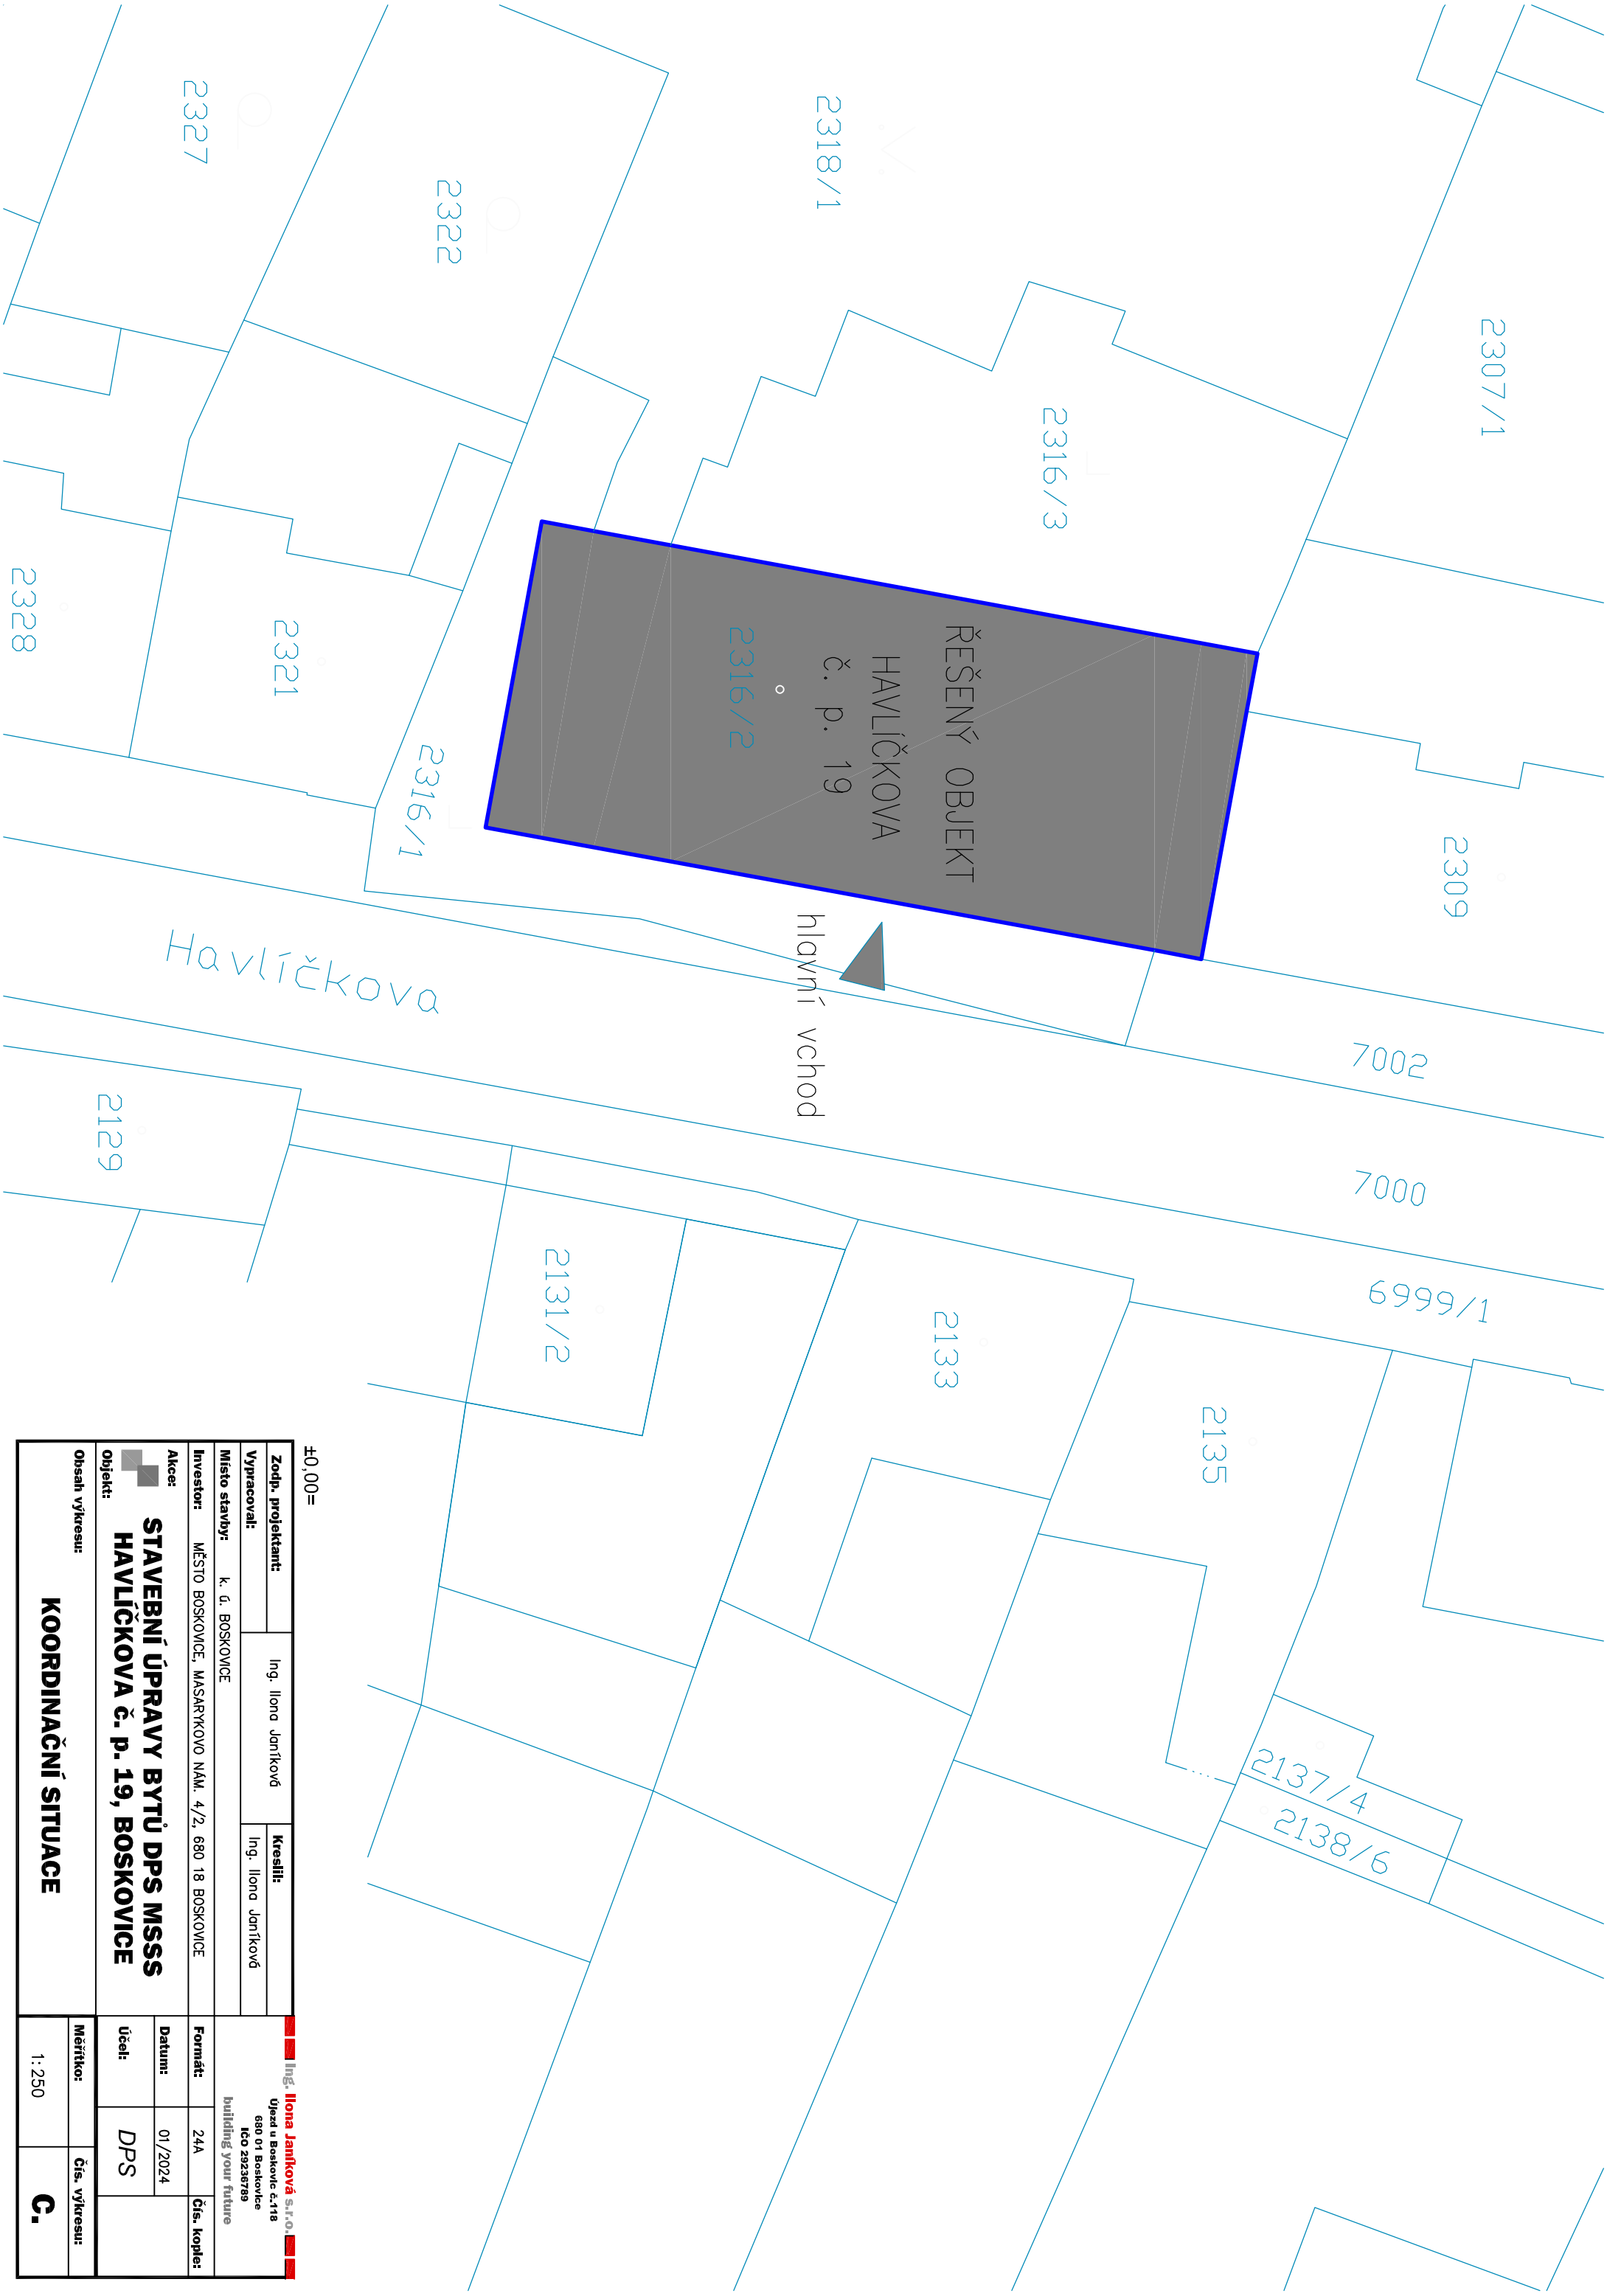 2307/1
2309
7002
7000
6999/1
2137/4
2138/6
2135
2316/3
2318/1
ŘEŠENÝ OBJEKT
HAVLÍČKOVA
č. p. 19
2316/2
hlavní vchod
2133
2131/2
2322
2316/1
Havlíčkova
2321
2327
2328
2129
±0,00=
Zodp. projektant:
Ing. Ilona Janíková
Kreslil:
Vypracoval:
Ing. Ilona Janíková
Místo stavby: k. ú. BOSKOVICE
Investor: MĚSTO BOSKOVICE, MASARYKOVO NÁM. 4/2, 680 18 BOSKOVICE
Akce: STAVEBNÍ ÚPRAVY BYTŮ DPS MSSS
HAVLÍČKOVA č. p. 19, BOSKOVICE
Objekt:
Obsah výkresu:
KOORDINAČNÍ SITUACE
Ing. Ilona Janíková s.r.o.
Újezd u Boskovic č.118
680 01 Boskovice
IČO 29236789
building your future
Formát: 24A
Čís. kopie:
Datum: 01/2024
Účel: DPS
Měřítko:
Čís. výkresu:
1:250
C.